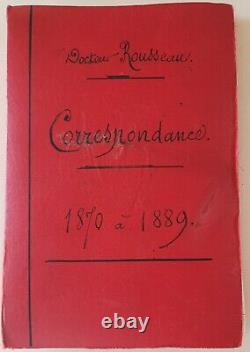 Docteur Rousseau.
Correspondance.
1870 à 1889.
ebay